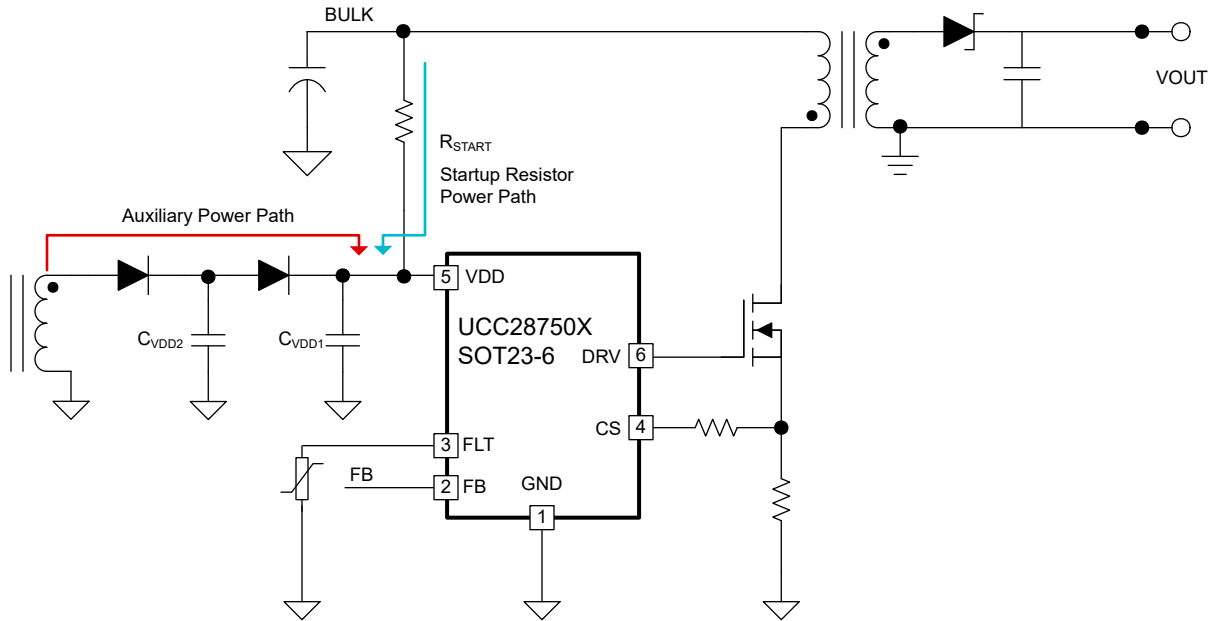 BULK
VOUT
RSTART
Startup Resistor
Power Path
Auxiliary Power Path
5 VDD
UCC28750X
SOT23-6
CVDD2
CVDD1
DRV 6
CS 4
3 FLT
FB
2 FB
GND
1